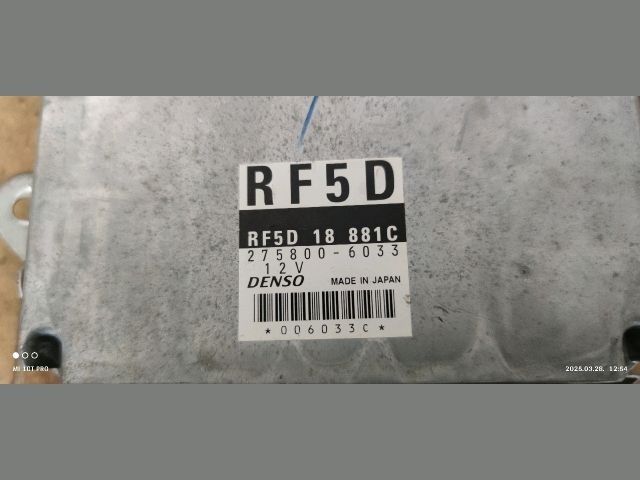 RF5D
RF5D 18 881C
275800-6033
12V
DENSO MADE IN JAPAN
*006033C*
MI 10T PRO
2025.03.28. 12:54